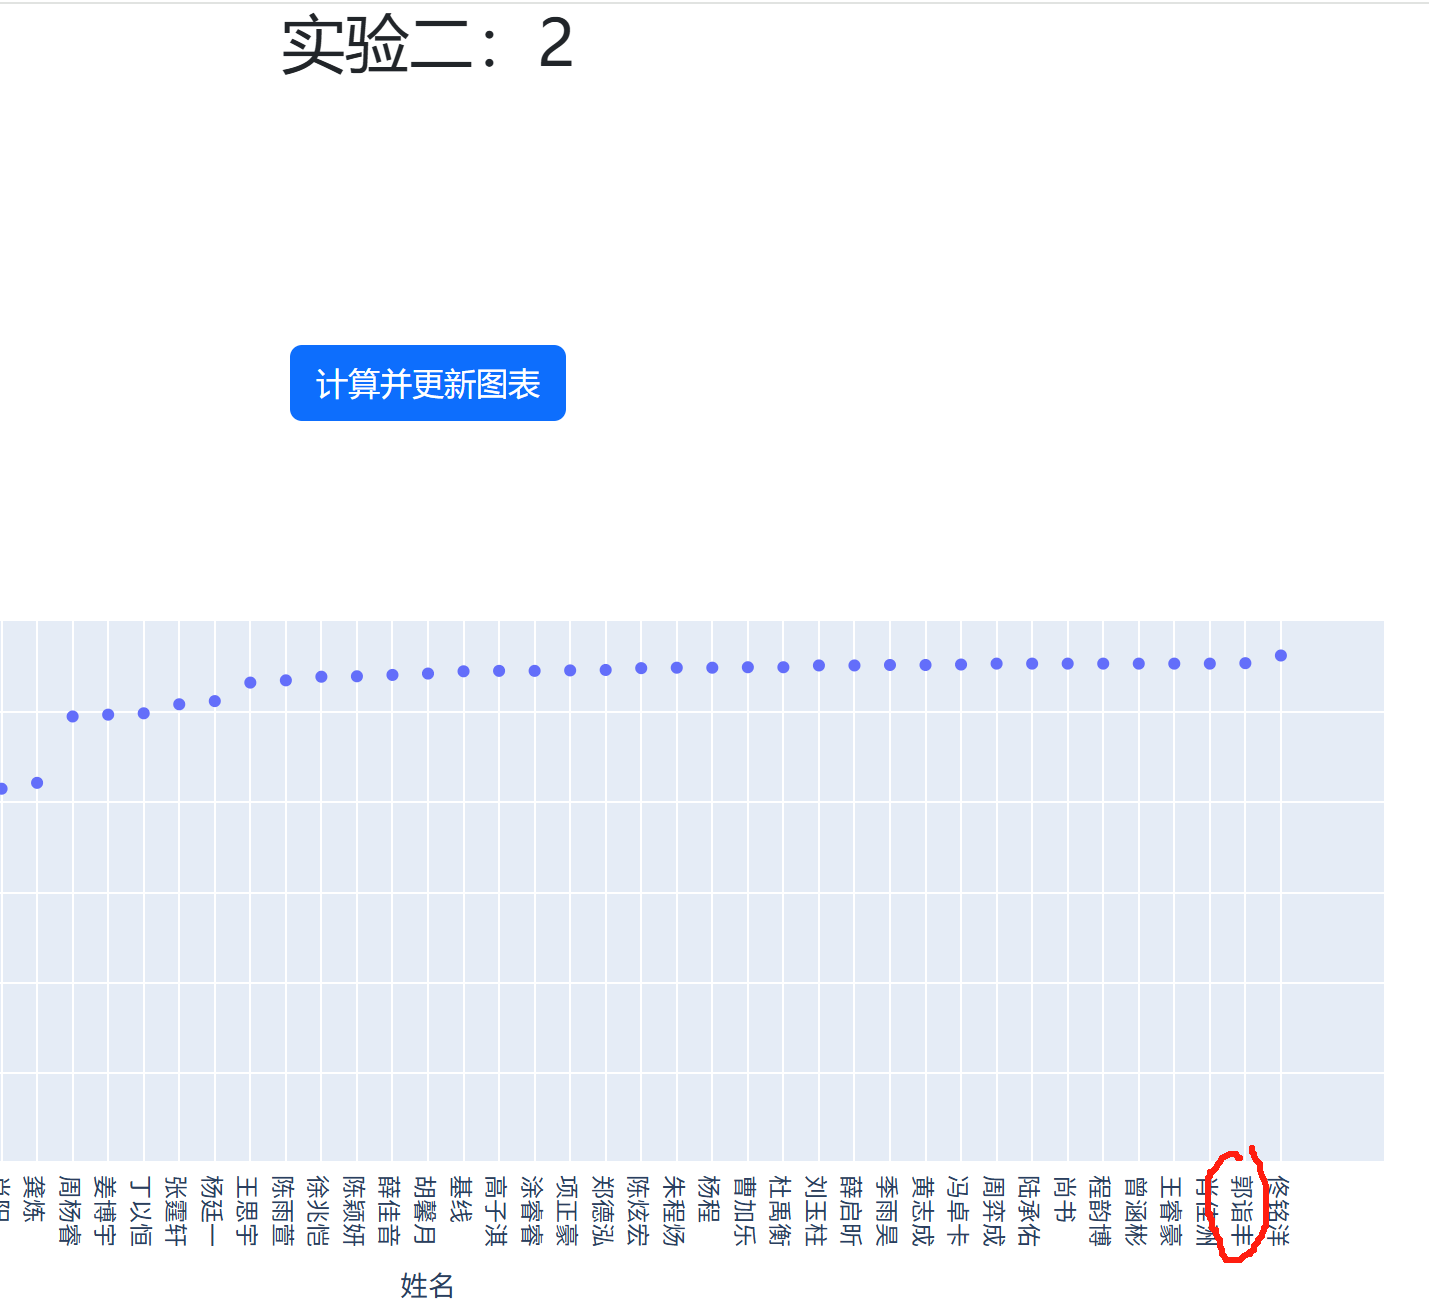 实验二：2
计算并更新图表
龚炼
周杨睿
姜博宇
丁以恒
张霆轩
杨廷一
王思宇
陈雨萱
徐兆恺
陈颖妍
薛佳音
胡馨月
基线
高子淇
涂睿睿
项正豪
郑德泓
陈炫宏
朱程炀
杨程
曹加乐
杜禹衡
刘玉柱
薛启昕
季雨昊
黄志成
冯卓卡
周弈成
陆承佑
尚书
程韵博
曾涵彬
王睿豪
郭诣丰
佟铭洋
姓名